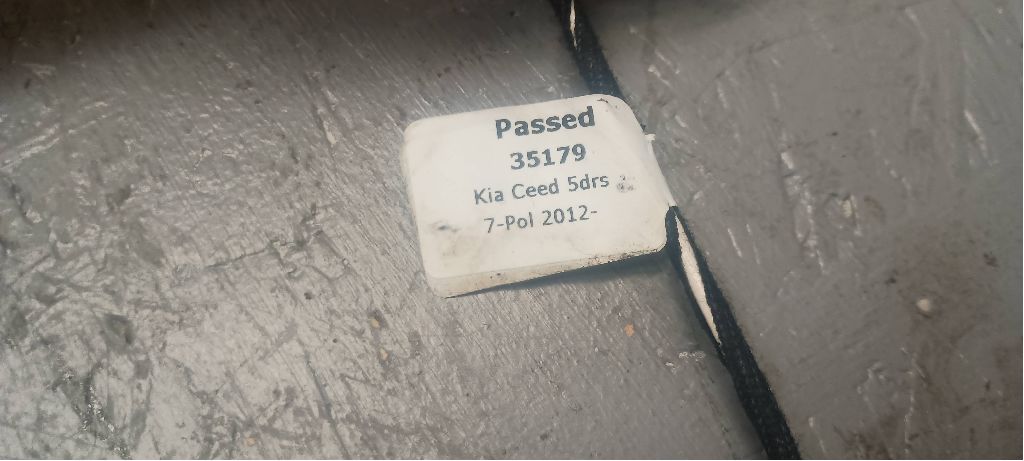 Passed
35179
Kia Ceed 5drs
7-Pol 2012-